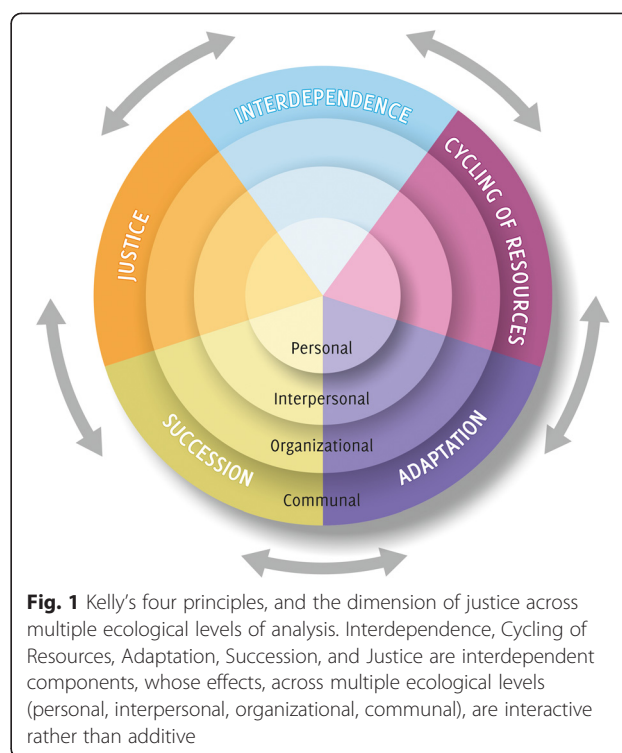 INTERDEPENDENCE
CYCLING OF RESOURCES
JUSTICE
Personal
Interpersonal
Organizational
Communal
SUCCESSION
ADAPTATION
Fig. 1 Kelly's four principles, and the dimension of justice across
multiple ecological levels of analysis. Interdependence, Cycling of
Resources, Adaptation, Succession, and Justice are interdependent
components, whose effects, across multiple ecological levels
(personal, interpersonal, organizational, communal), are interactive
rather than additive